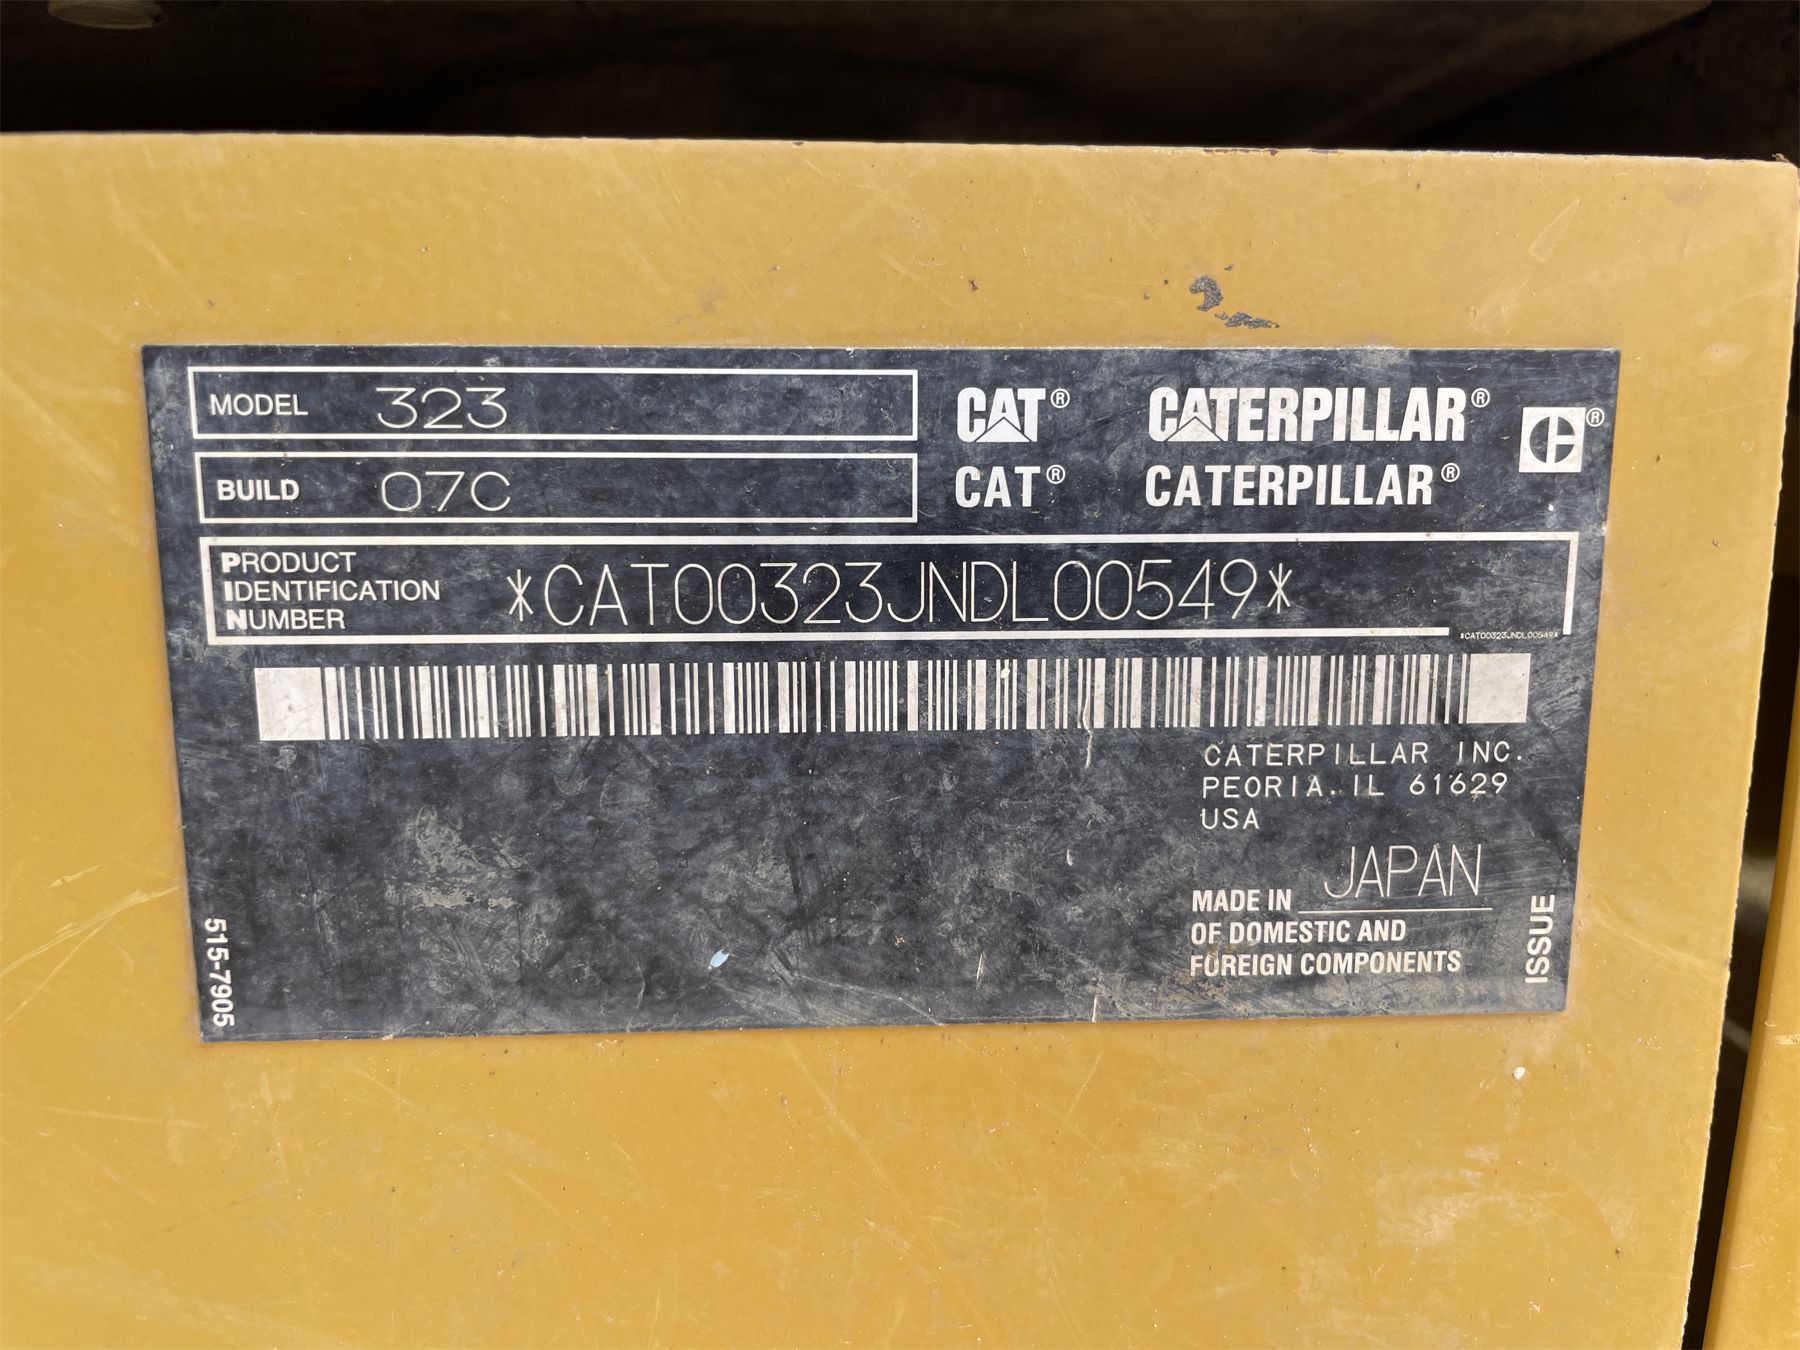 MODEL 323
BUILD 07C
CAT® CATERPILLAR® C®
CAT® CATERPILLAR®
PRODUCT
IDENTIFICATION
NUMBER
*CAT00323JNDL00549*
*CAT00323JNDL00549*
CATERPILLAR INC.
PEORIA. IL 61629
USA
MADE IN JAPAN
OF DOMESTIC AND
FOREIGN COMPONENTS
515-7905
ISSUE